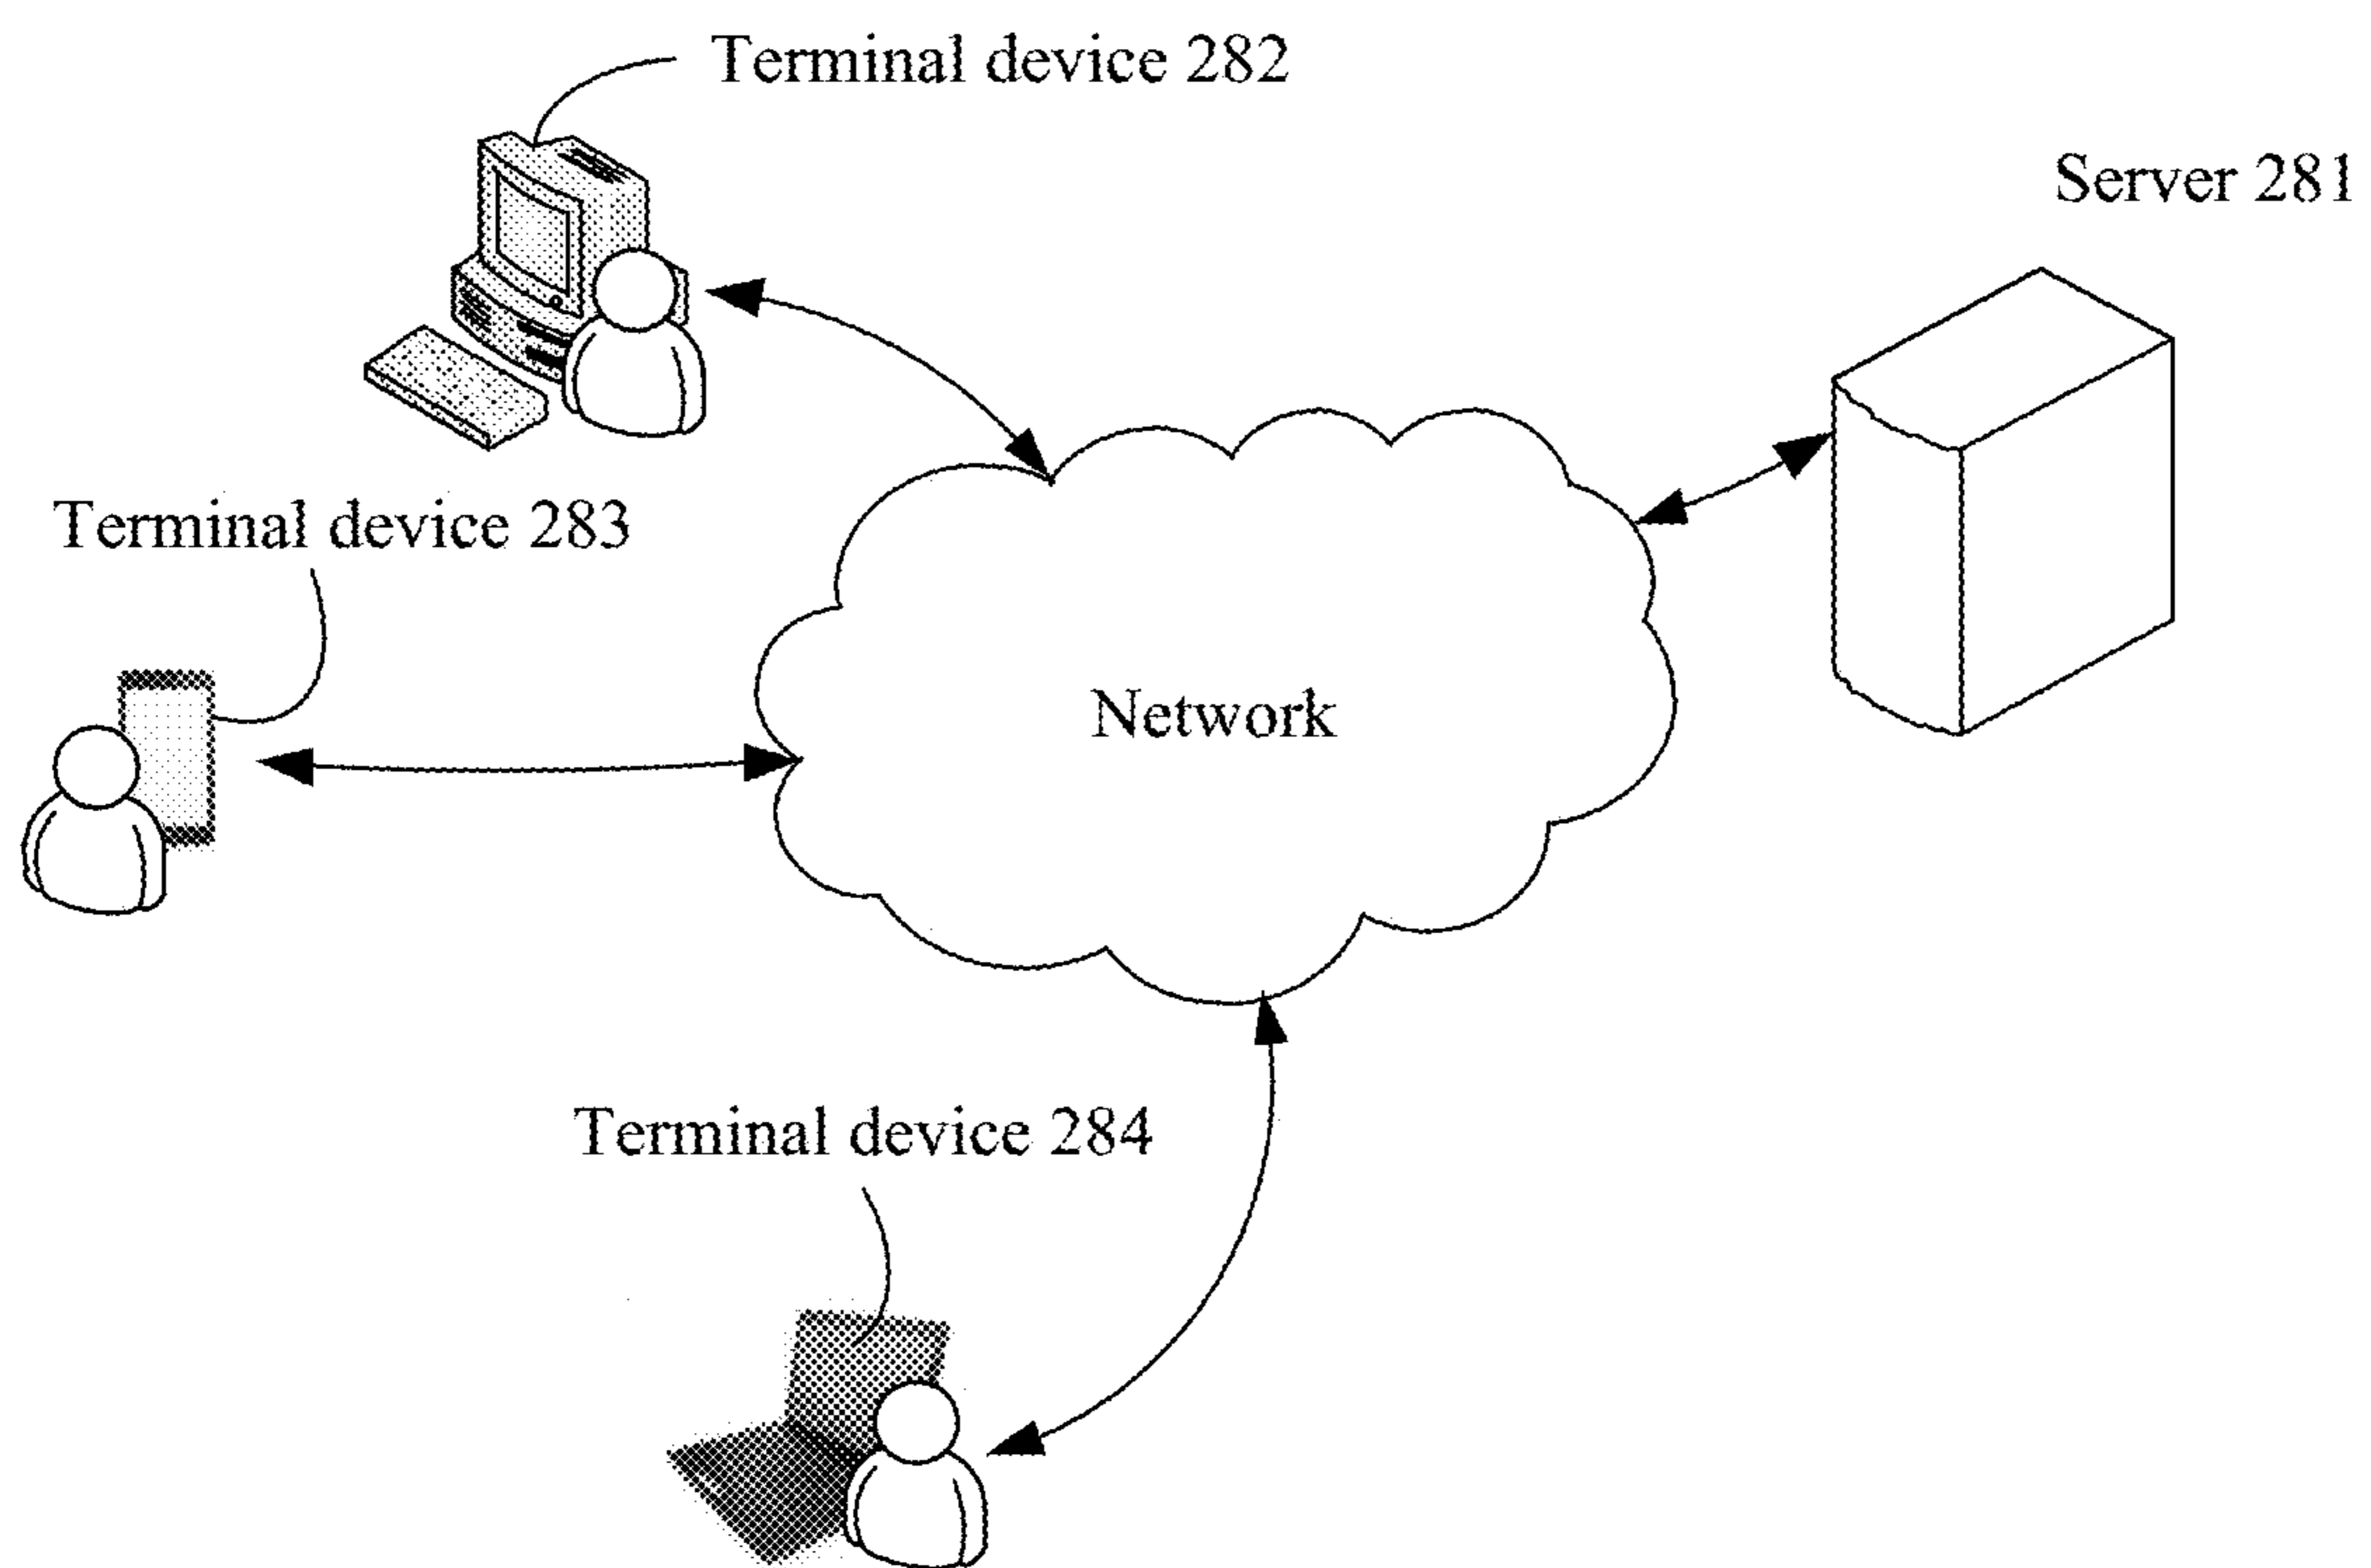 Terminal device 282
Server 281
Terminal device 283
Network
Terminal device 284